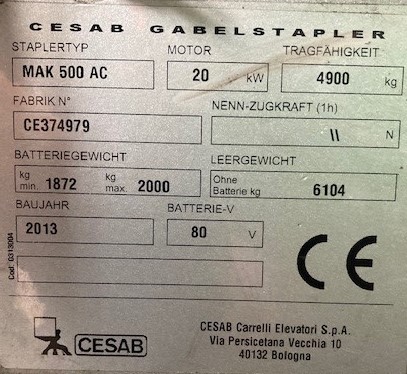 CESAB GABELSTAPLER
STAPLERTYP MOTOR TRAGFÄHIGKEIT
MAK 500 AC 20 kW 4900 kg
FABRIK N° NENN-ZUGKRAFT (1h)
CE374979 \\ N
BATTERIEGEWICHT LEERGEWICHT
kg min. 1872 kg max. 2000 Ohne Batterie kg 6104
BAUJAHR BATTERIE-V
2013 80 V
CE
Cod. 0313004
CESAB
CESAB Carrelli Elevatori S.p.A.
Via Persicetana Vecchia 10
40132 Bologna